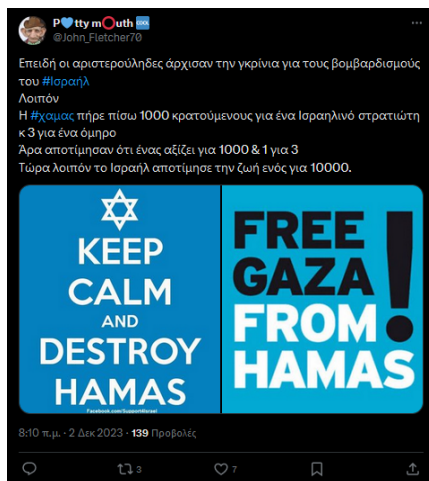 P💙tty m⭕uth 🇬🇷
@John_Fletcher70
Επειδή οι αριστερούληδες άρχισαν την γκρίνια για τους βομβαρδισμούς
του #Ισραήλ
Λοιπόν
Η #χαμας πήρε πίσω 1000 κρατούμενους για ένα Ισραηλινό στρατιώτη
κ 3 για ένα όμηρο
Άρα αποτίμησαν ότι ένας αξίζει για 1000 & 1 για 3
Τώρα λοιπόν το Ισραήλ αποτίμησε την ζωή ενός για 10000.
KEEP
CALM
AND
DESTROY
HAMAS
Facebook.com/SupportIsrael
FREE
GAZA
FROM
HAMAS!
8:10 π.μ. · 2 Δεκ 2023 · 139 Προβολές
3
7